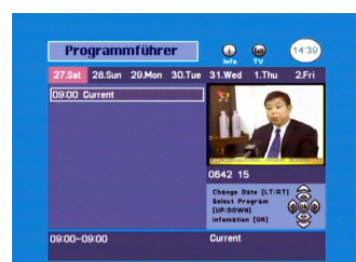 Programmführer
Info
TV
14:39
27.Sat 28.Sun 29.Mon 30.Tue 31.Wed 1.Thu 2.Fri
09:00 Current
0642 15
Change Date [LT/RT]
Select Program
[UP/DOWN]
infomation [OK]
Ok
09:00~09:00
Current